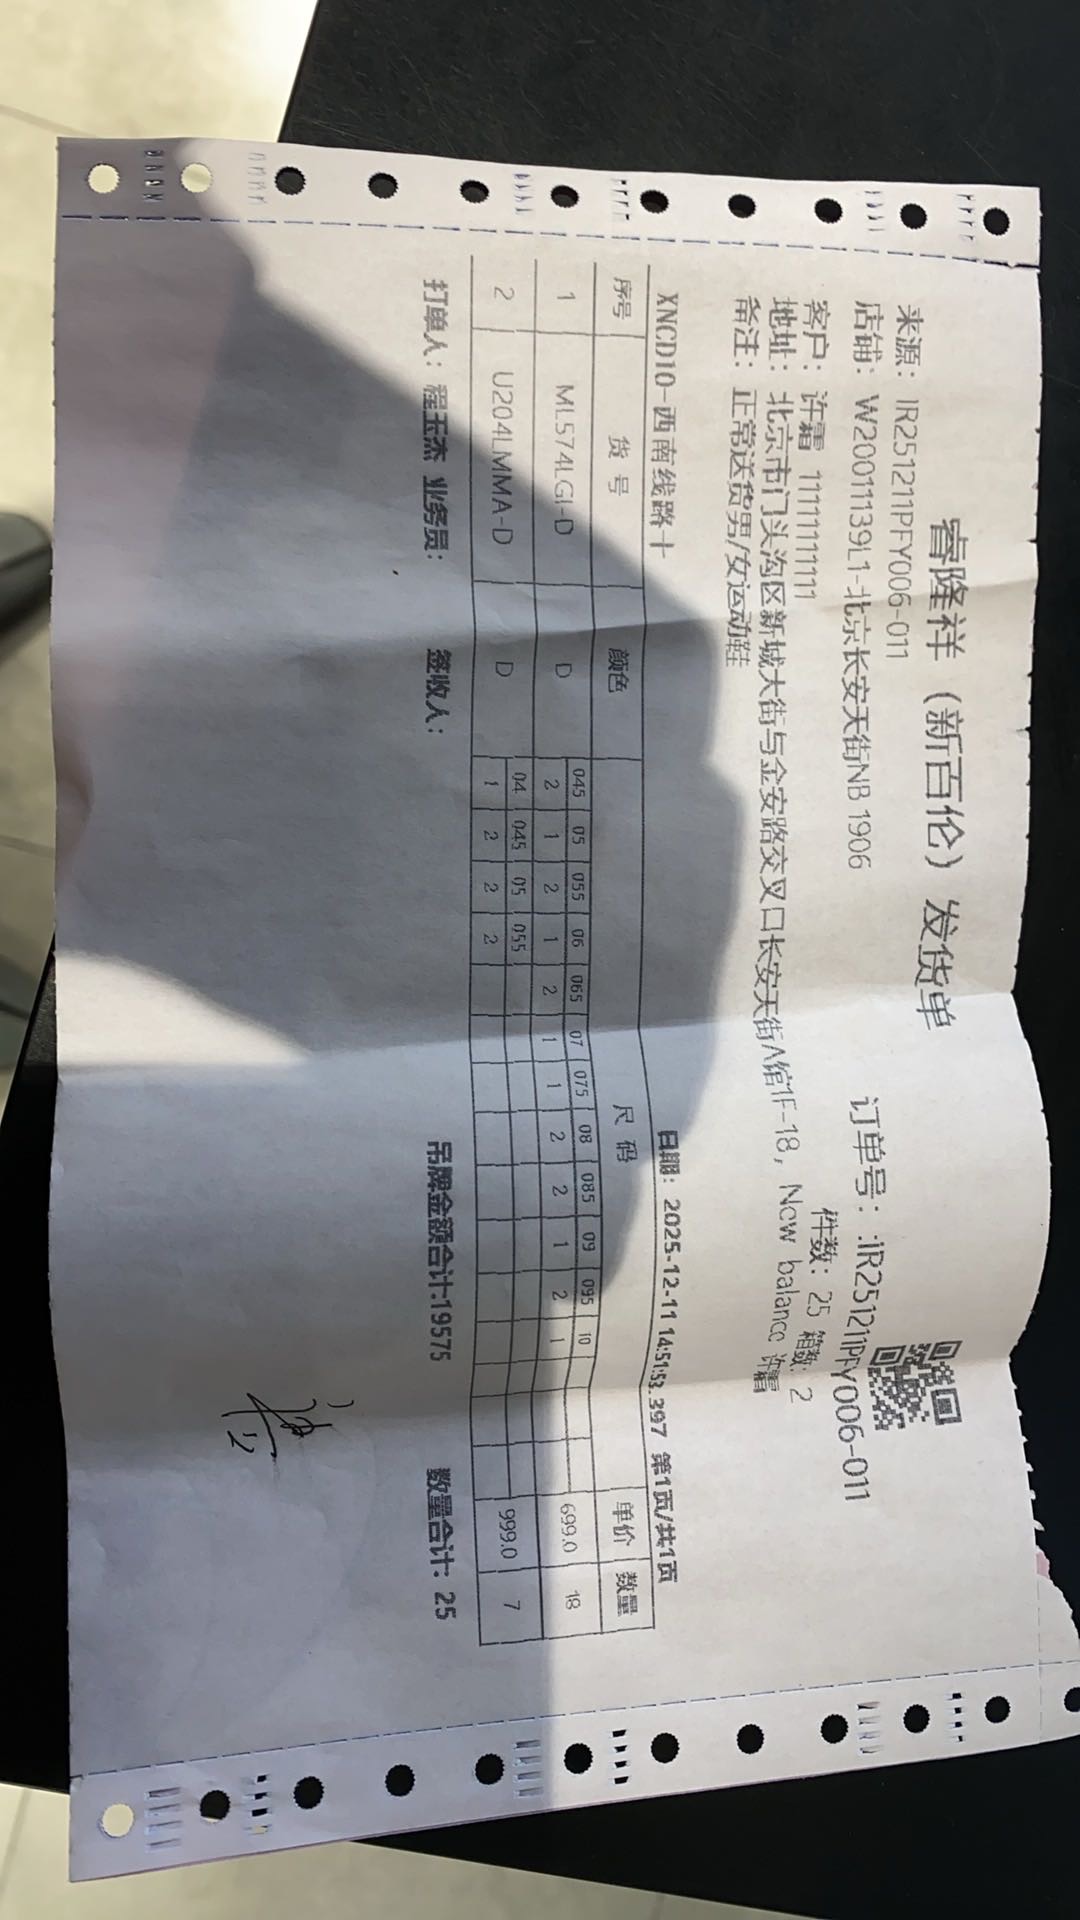 睿隆祥（新百伦）发货单
来源：IR251211PFY006-011 订单号：IR251211PFY006-011
店铺：W20011139L1-北京长安天街NB 1906
客户：许霜 11111111111 件数：25 箱数：2
地址：北京市门头沟区新城大街与金安路交叉口长安天街A馆1F-18，New balance 许霜
备注：正常送货男/女运动鞋
XNCD10-西南线路十 日期：2025-12-11 14:51:53.397 第1页/共1页
序号 货号 颜色 尺码 单价 数量
045 05 055 06 065 07 075 08 085 09 095 10
1 ML574LGI-D D 2 1 2 1 2 1 1 2 2 1 2 1 699.0 18
04 045 05 055
2 U204LMMA-D D 1 2 2 2 999.0 7
打单人：程玉杰 业务员： 签收人： 吊牌金额合计:19575 数量合计：25